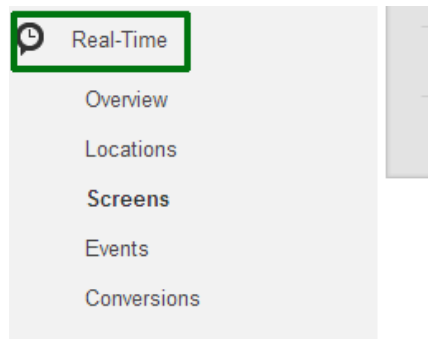 Real-Time
Overview
Locations
Screens
Events
Conversions